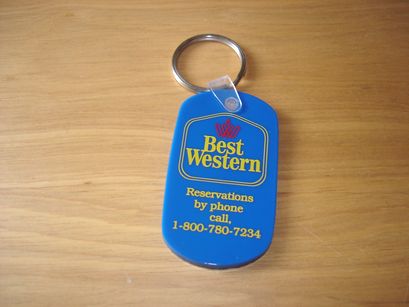 Best
Western
Reservations
by phone
call,
1-800-780-7234